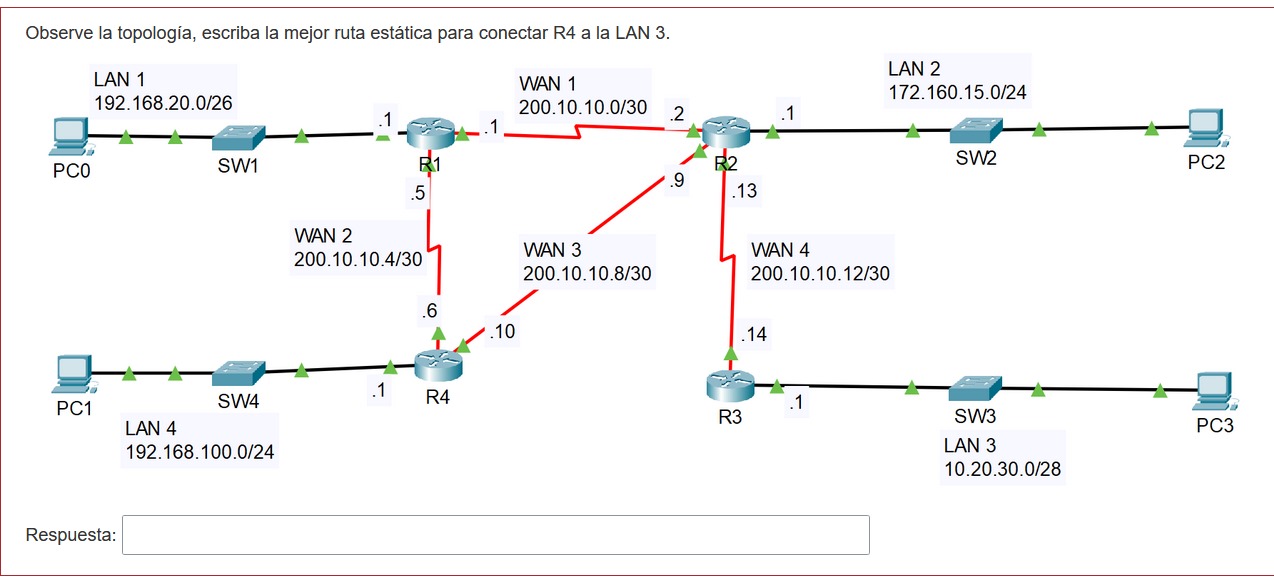 Observe la topología, escriba la mejor ruta estática para conectar R4 a la LAN 3.
LAN 1
192.168.20.0/26
WAN 1
200.10.10.0/30
LAN 2
172.160.15.0/24
.1
.1
.2
.1
PC0
SW1
R1
R2
SW2
PC2
.5
.9
.13
WAN 2
200.10.10.4/30
WAN 3
200.10.10.8/30
WAN 4
200.10.10.12/30
.6
.10
.14
PC1
SW4
.1
R4
R3
.1
SW3
PC3
LAN 4
192.168.100.0/24
LAN 3
10.20.30.0/28
Respuesta: